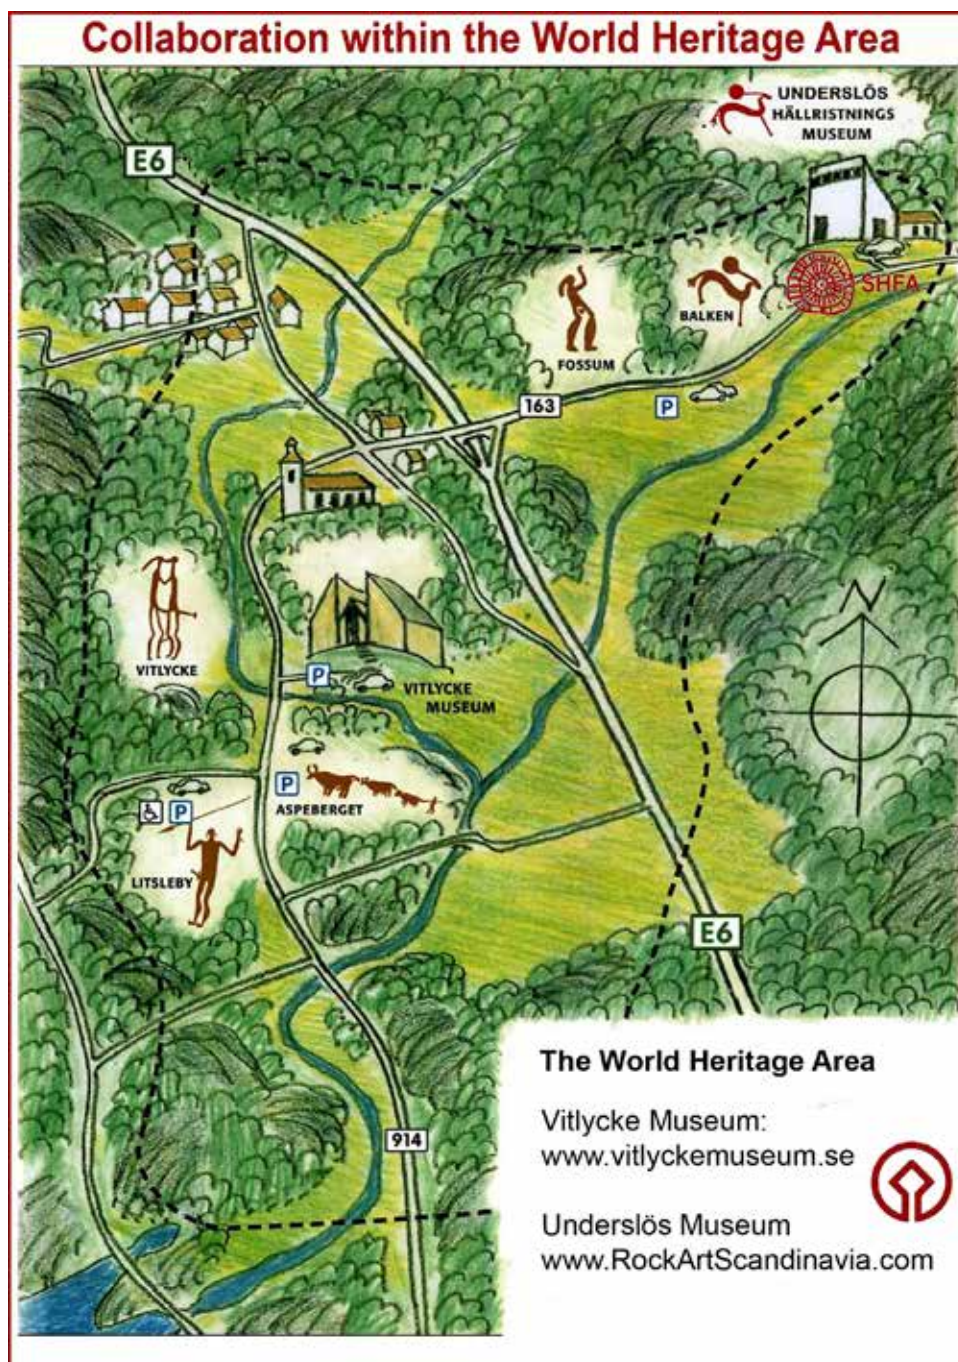 Collaboration within the World Heritage Area
UNDERSLÖS
HÄLLRISTNINGS
MUSEUM
E6
SHFA
BALKEN
FOSSUM
163
P
VITLYCKE
P
VITLYCKE
MUSEUM
P
ASPEBERGET
P
LITSLEBY
E6
N
914
The World Heritage Area
Vitlycke Museum:
www.vitlyckemuseum.se
Underslös Museum
www.RockArtScandinavia.com